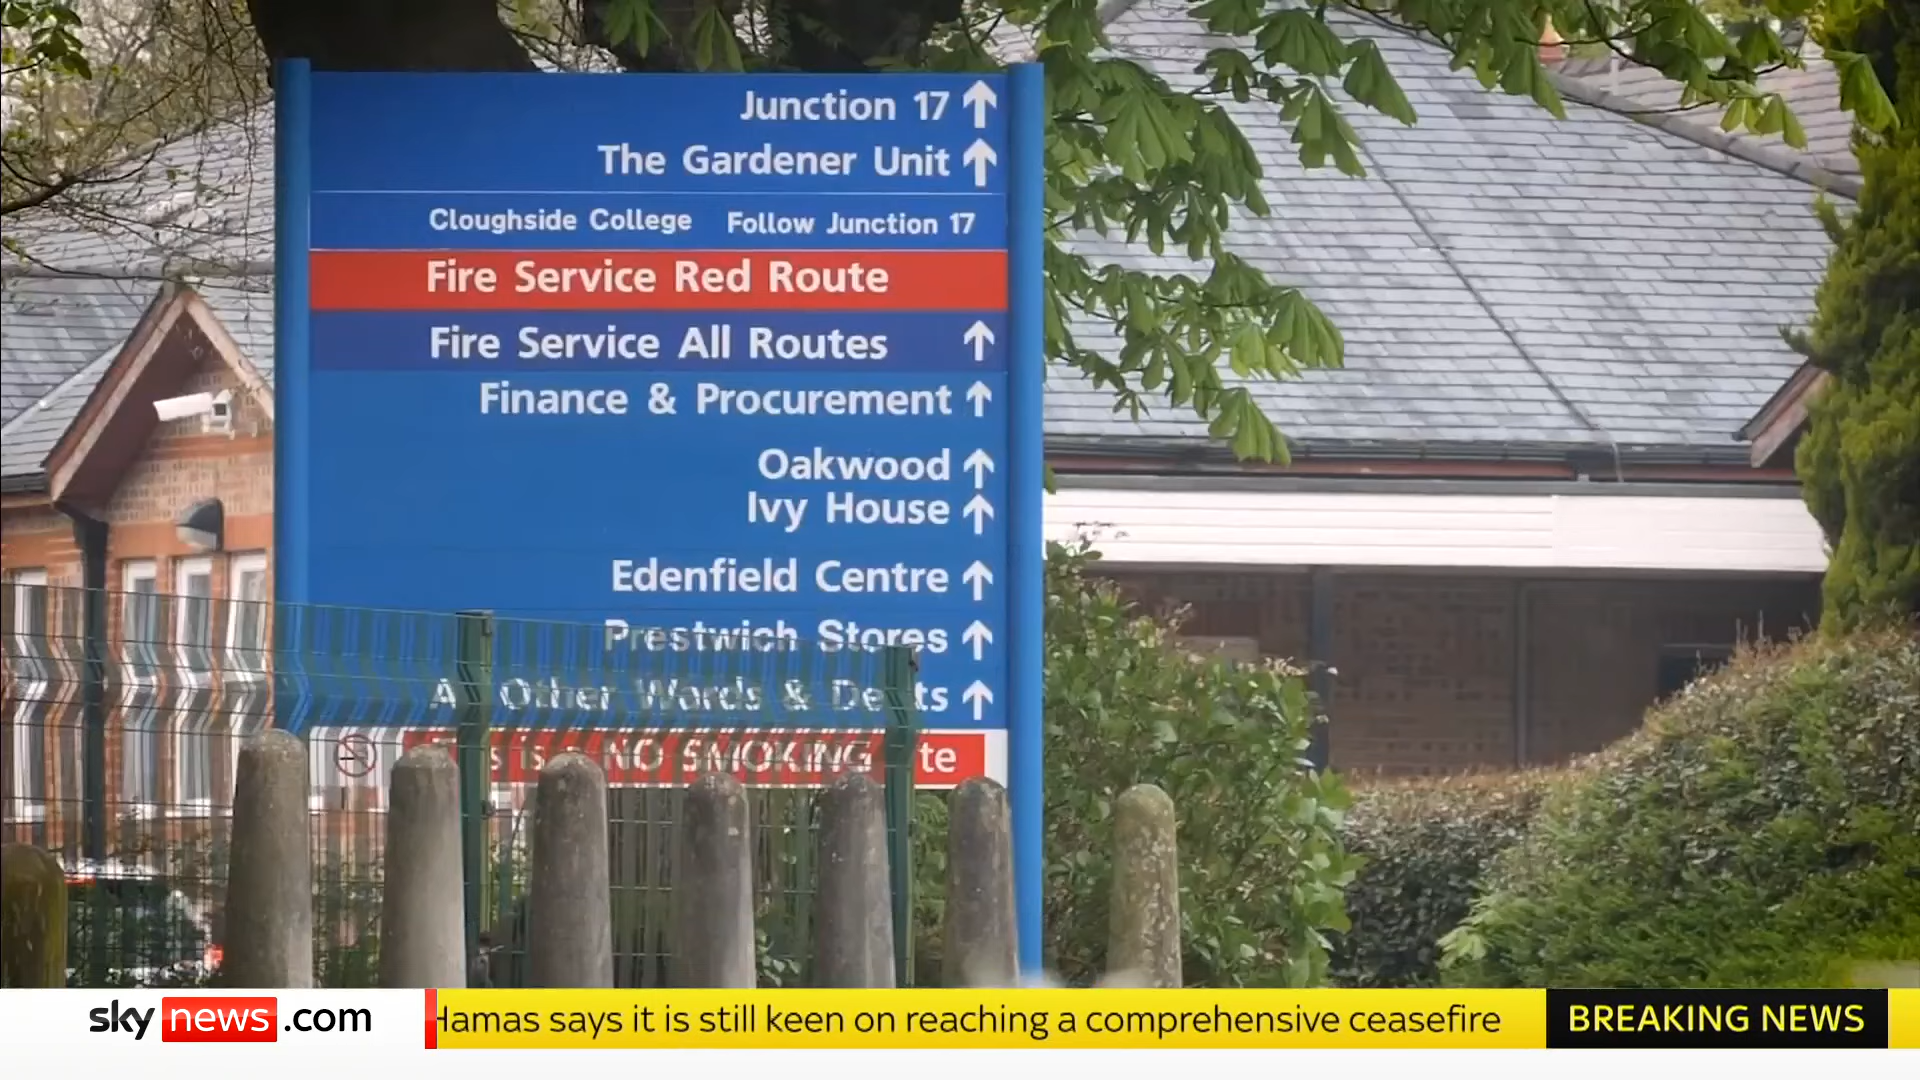 Junction 17
The Gardener Unit
Cloughside College Follow Junction 17
Fire Service Red Route
Fire Service All Routes
Finance & Procurement
Oakwood
Ivy House
Edenfield Centre
Prestwich Stores
Other Wards &
is NO SMOKING
sky news .com
Hamas says it is still keen on reaching a comprehensive ceasefire
BREAKING NEWS